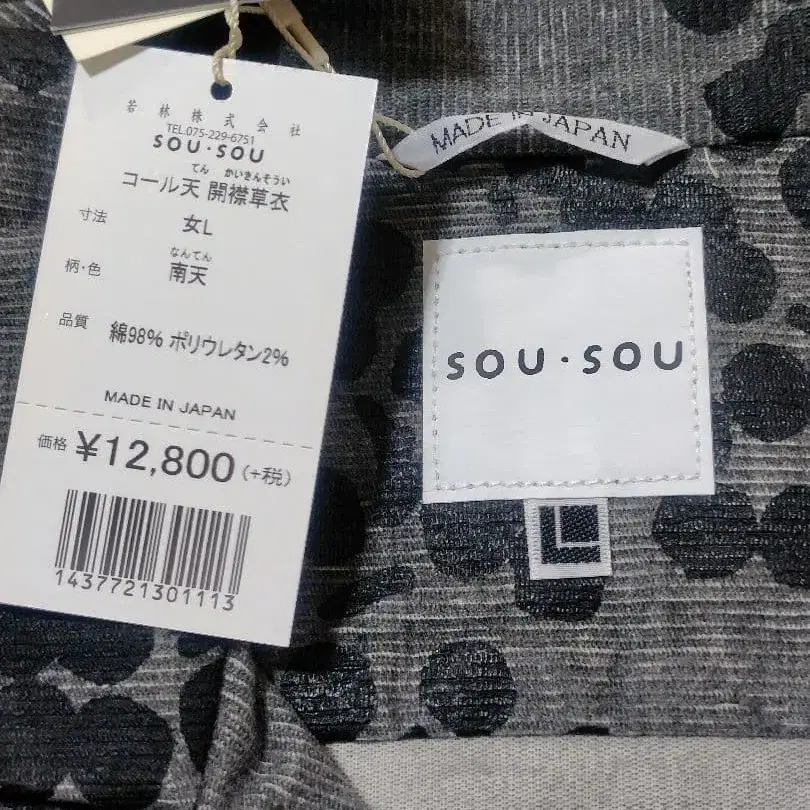 若林株式会社
TEL.075-229-6751
SOU・SOU
てん かいきんそうい
コール天 開襟草衣
寸法 女L
なんてん
柄・色 南天
品質 綿98% ポリウレタン2%
MADE IN JAPAN
価格 ¥12,800(+税)
1437721301113
MADE IN JAPAN
SOU・SOU
L